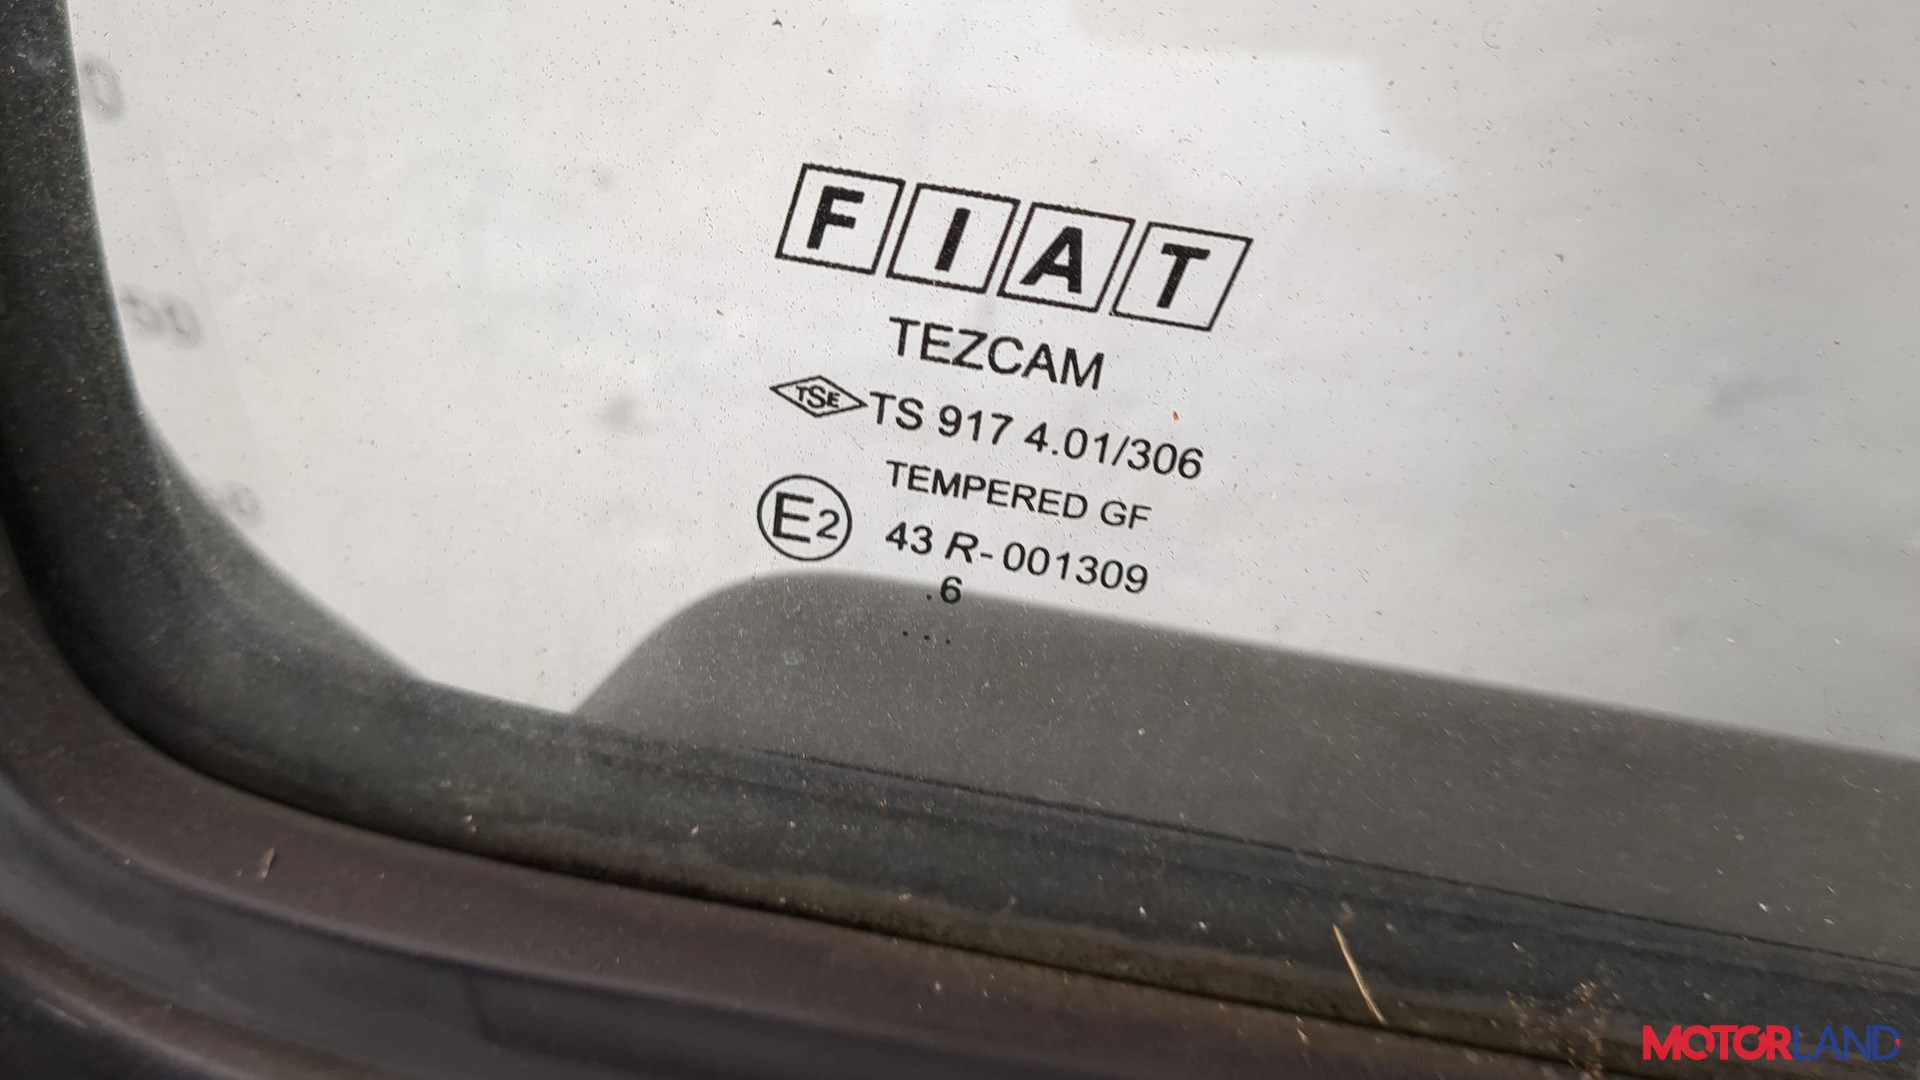 FIAT
TEZCAM
TSE TS 917 4.01/306
TEMPERED GF
E2 43 R-001309
.6
...
MOTORLAND